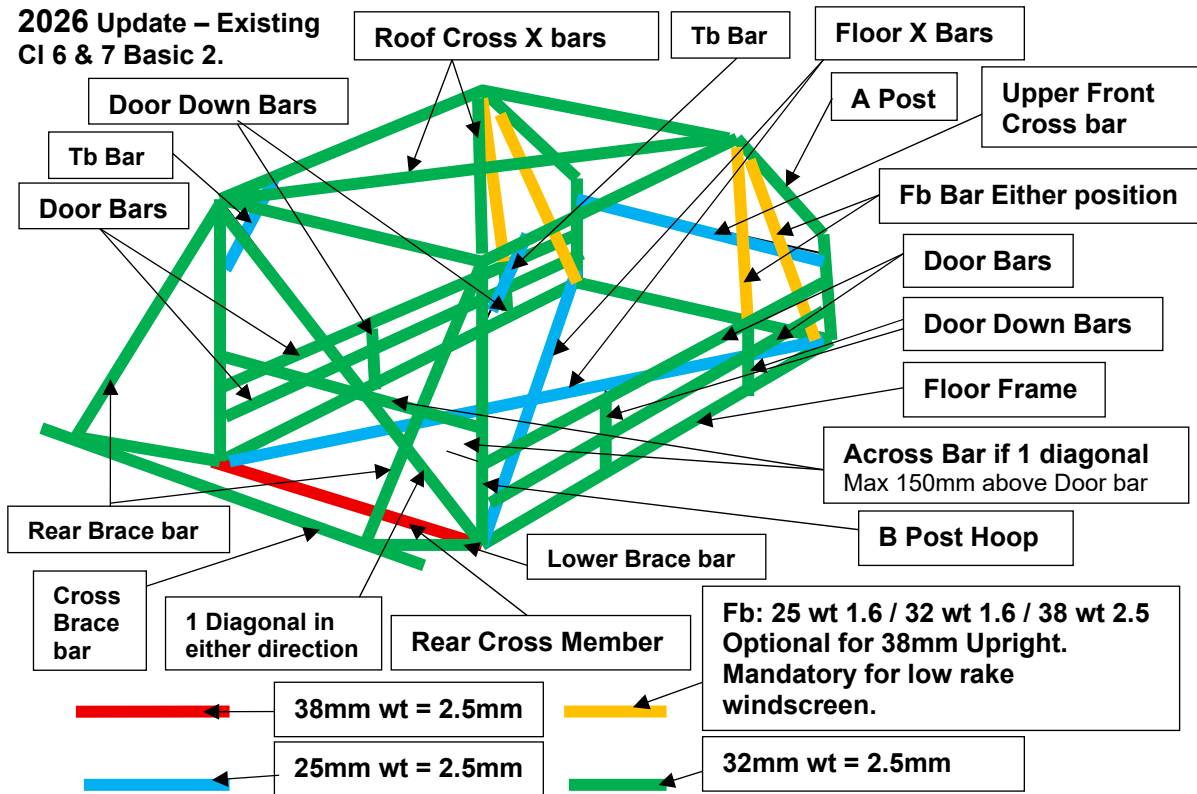 2026 Update – Existing
Cl 6 & 7 Basic 2.
Roof Cross X bars
Tb Bar
Floor X Bars
Door Down Bars
A Post
Upper Front
Cross bar
Tb Bar
Door Bars
Fb Bar Either position
Door Bars
Door Down Bars
Floor Frame
Across Bar if 1 diagonal
Max 150mm above Door bar
Rear Brace bar
B Post Hoop
Lower Brace bar
Cross
Brace
bar
1 Diagonal in
either direction
Rear Cross Member
Fb: 25 wt 1.6 / 32 wt 1.6 / 38 wt 2.5
Optional for 38mm Upright.
Mandatory for low rake
windscreen.
38mm wt = 2.5mm
25mm wt = 2.5mm
32mm wt = 2.5mm